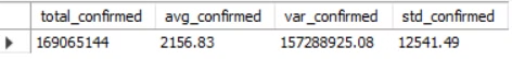 total_confirmed avg_confirmed var_confirmed std_confirmed
169065144 2156.83 157288925.08 12541.49